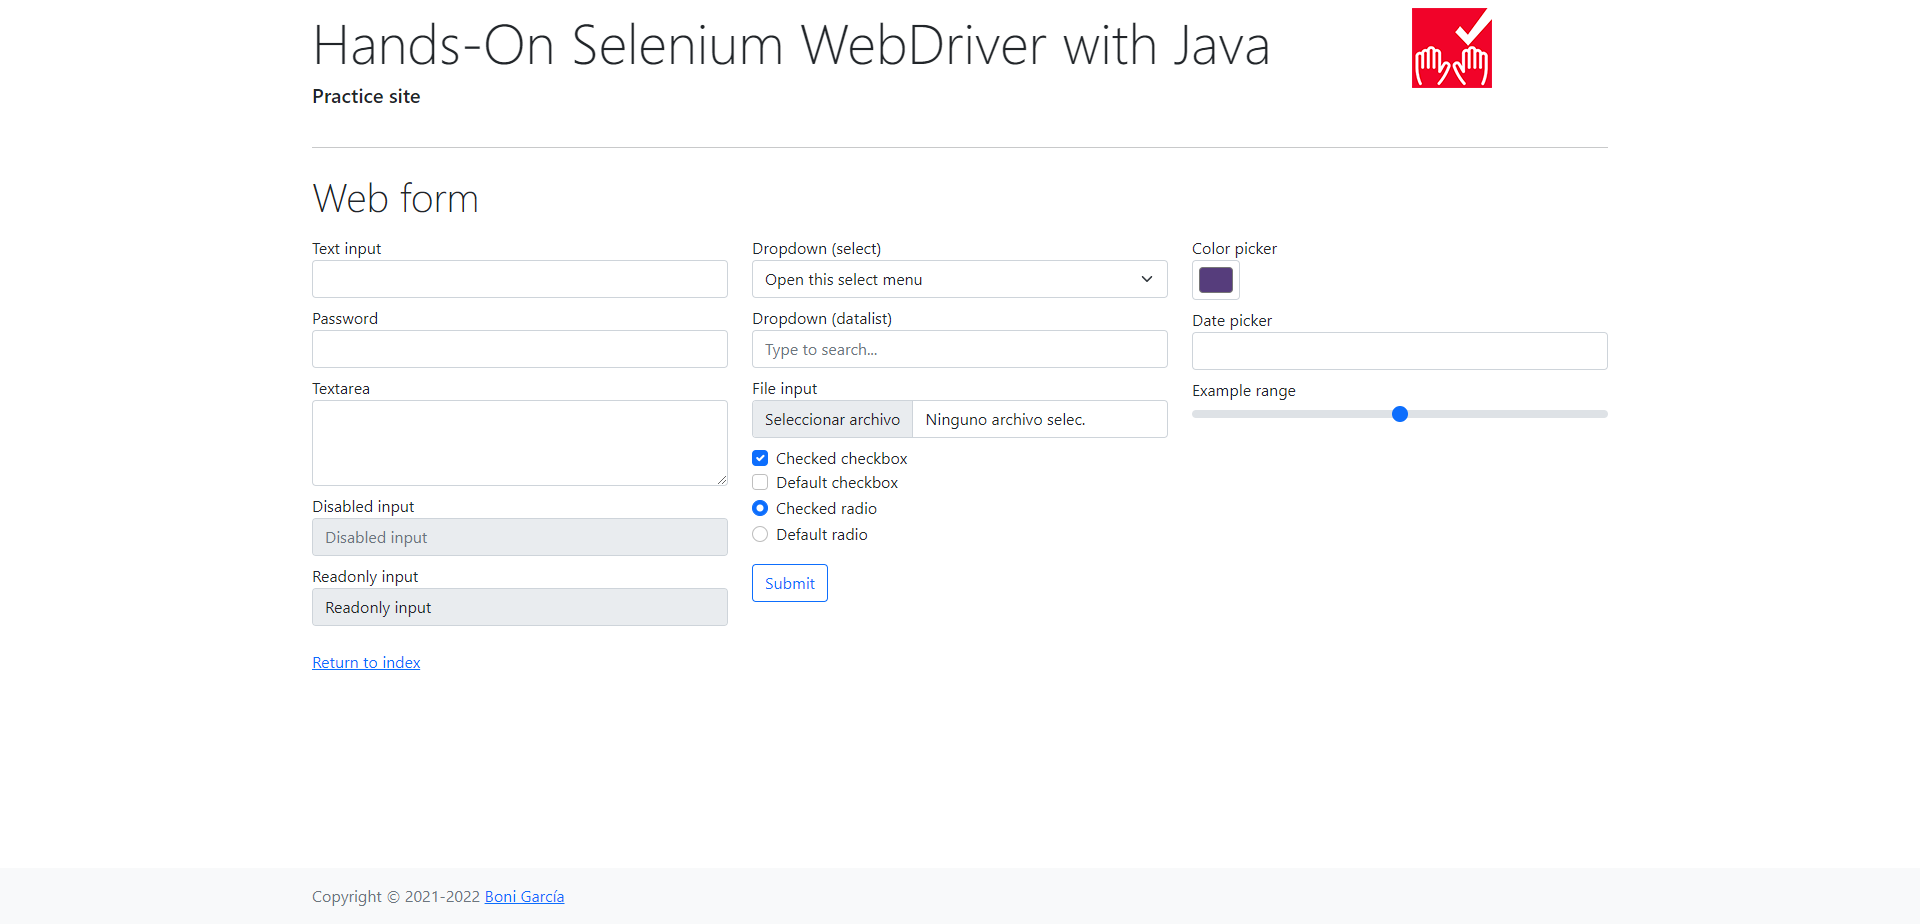 Hands-On Selenium WebDriver with Java
Practice site
Web form
Text input
Password
Textarea
Disabled input
Disabled input
Readonly input
Readonly input
Return to index
Dropdown (select)
Open this select menu
Dropdown (datalist)
Type to search...
File input
Seleccionar archivo Ninguno archivo selec.
Checked checkbox
Default checkbox
Checked radio
Default radio
Submit
Color picker
Date picker
Example range
Copyright © 2021-2022 Boni García